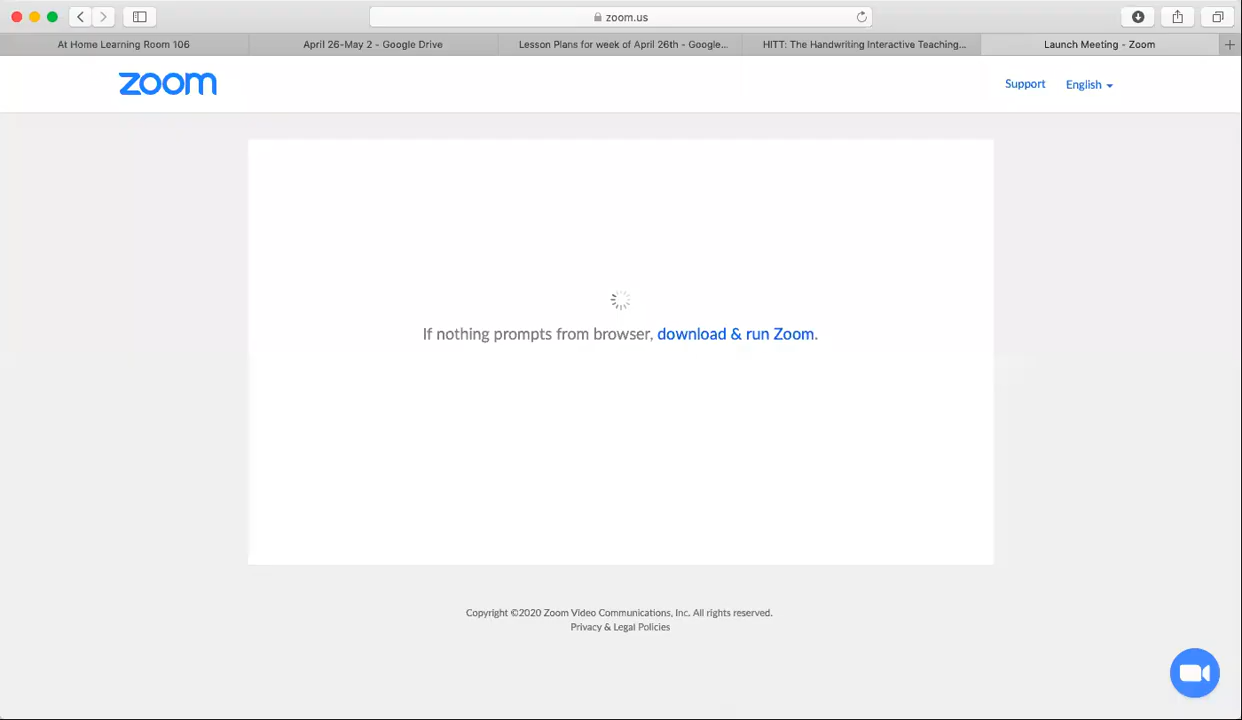 zoom.us
At Home Learning Room 106
April 26-May 2 - Google Drive
Lesson Plans for week of April 26th - Google...
HITT: The Handwriting Interactive Teaching...
Launch Meeting - Zoom
zoom
Support
English
If nothing prompts from browser, download & run Zoom.
Copyright ©2020 Zoom Video Communications, Inc. All rights reserved.
Privacy & Legal Policies